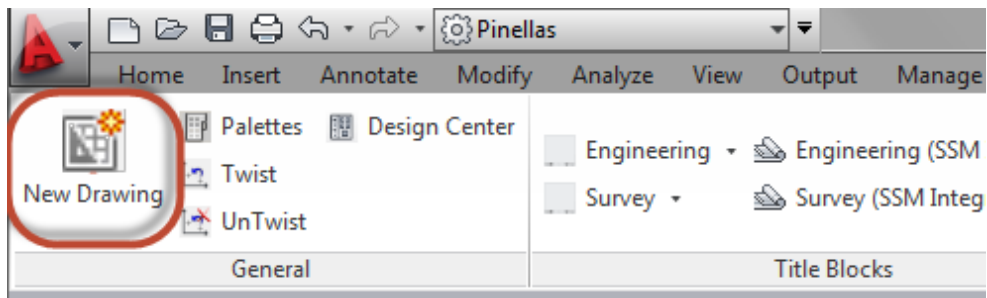 Pinellas
Home Insert Annotate Modify Analyze View Output Manage
Palettes Design Center
Engineering Engineering (SSM
Twist
New Drawing
Survey Survey (SSM Integ
UnTwist
General Title Blocks